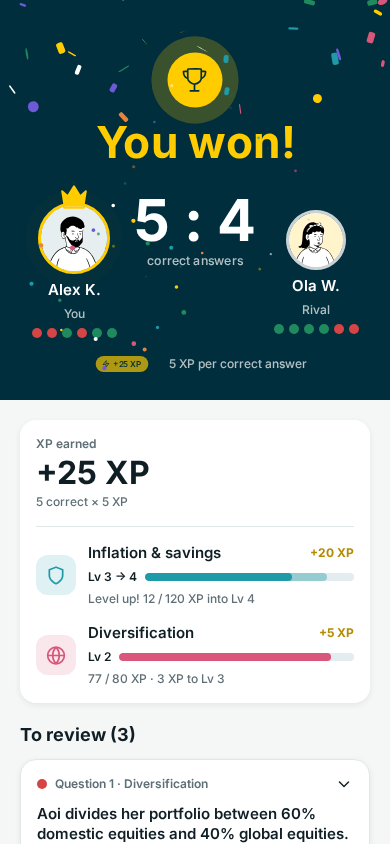 You won!
5 : 4
correct answers
Alex K.
You
Ola W.
Rival
+25 XP
5 XP per correct answer
XP earned
+25 XP
5 correct × 5 XP
Inflation & savings
+20 XP
Lv 3 → 4
Level up! 12 / 120 XP into Lv 4
Diversification
+5 XP
Lv 2
77 / 80 XP · 3 XP to Lv 3
To review (3)
Question 1 · Diversification
Aoi divides her portfolio between 60%
domestic equities and 40% global equities.